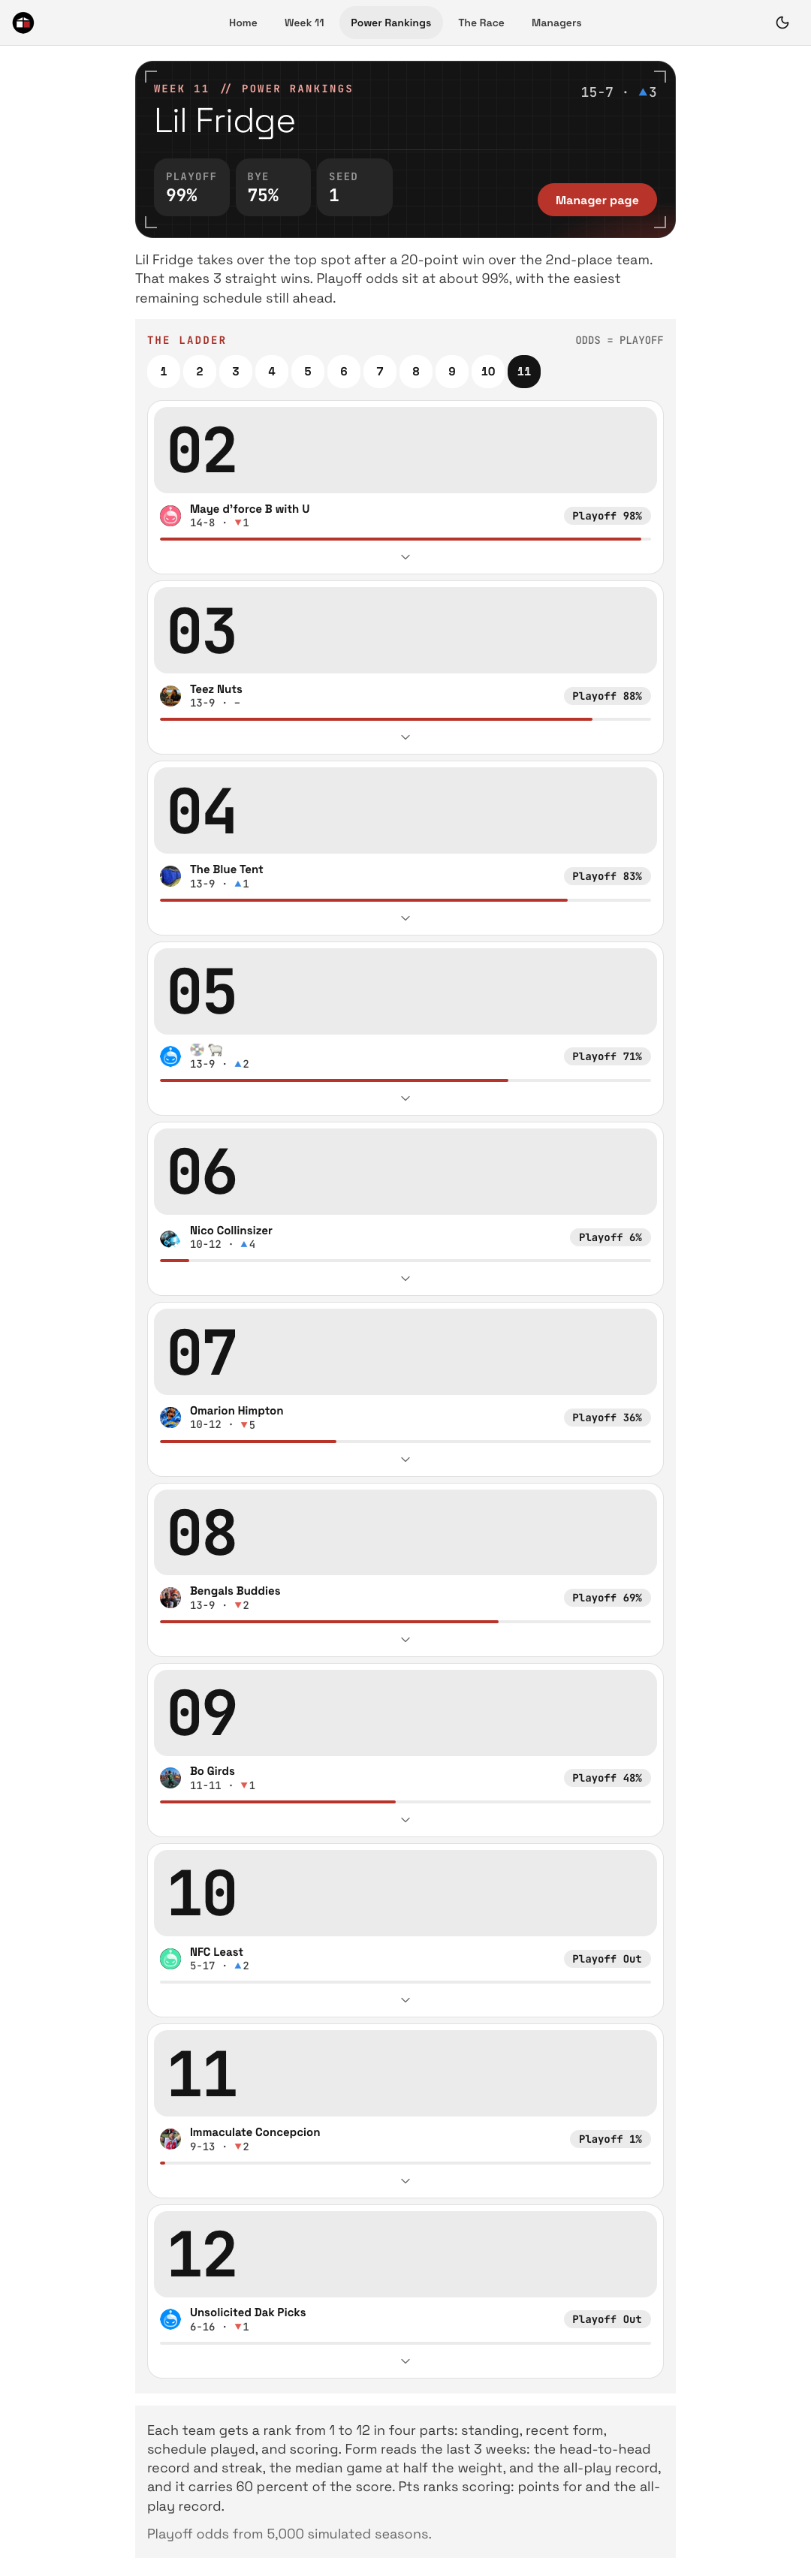 Home Week 11 Power Rankings The Race Managers
WEEK 11 // POWER RANKINGS
15-7 · ▲3
Lil Fridge
PLAYOFF BYE SEED
99% 75% 1
Manager page
Lil Fridge takes over the top spot after a 20-point win over the 2nd-place team.
That makes 3 straight wins. Playoff odds sit at about 99%, with the easiest
remaining schedule still ahead.
THE LADDER ODDS = PLAYOFF
1 2 3 4 5 6 7 8 9 10 11
02
Maye d'force B with U
14-8 · ▼1
Playoff 98%
03
Teez Nuts
13-9 · –
Playoff 88%
04
The Blue Tent
13-9 · ▲1
Playoff 83%
05
13-9 · ▲2
Playoff 71%
06
Nico Collinsizer
10-12 · ▲4
Playoff 6%
07
Omarion Himpton
10-12 · ▼5
Playoff 36%
08
Bengals Buddies
13-9 · ▼2
Playoff 69%
09
Bo Girds
11-11 · ▼1
Playoff 48%
10
NFC Least
5-17 · ▲2
Playoff Out
11
Immaculate Concepcion
9-13 · ▼2
Playoff 1%
12
Unsolicited Dak Picks
6-16 · ▼1
Playoff Out
Each team gets a rank from 1 to 12 in four parts: standing, recent form,
schedule played, and scoring. Form reads the last 3 weeks: the head-to-head
record and streak, the median game at half the weight, and the all-play record,
and it carries 60 percent of the score. Pts ranks scoring: points for and the all-
play record.
Playoff odds from 5,000 simulated seasons.